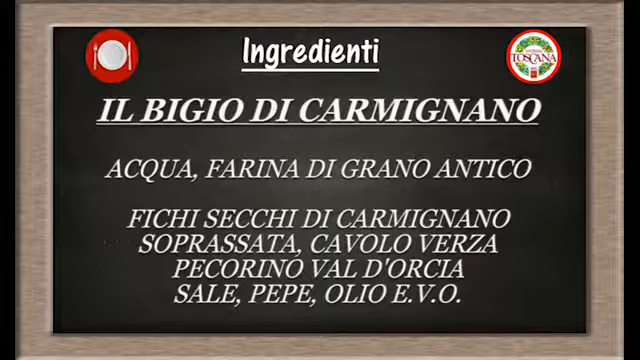 Ingredienti
TOSCANA
IL BIGIO DI CARMIGNANO
ACQUA, FARINA DI GRANO ANTICO
FICHI SECCHI DI CARMIGNANO
SOPRASSATA, CAVOLO VERZA
PECORINO VAL D'ORCIA
SALE, PEPE, OLIO E.V.O.